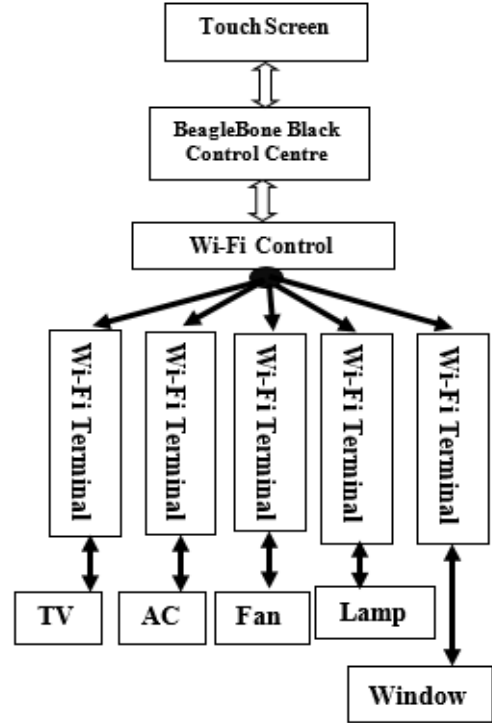 Touch Screen
BeagleBone Black
Control Centre
Wi-Fi Control
Wi-Fi Terminal
Wi-Fi Terminal
Wi-Fi Terminal
Wi-Fi Terminal
Wi-Fi Terminal
TV
AC
Fan
Lamp
Window